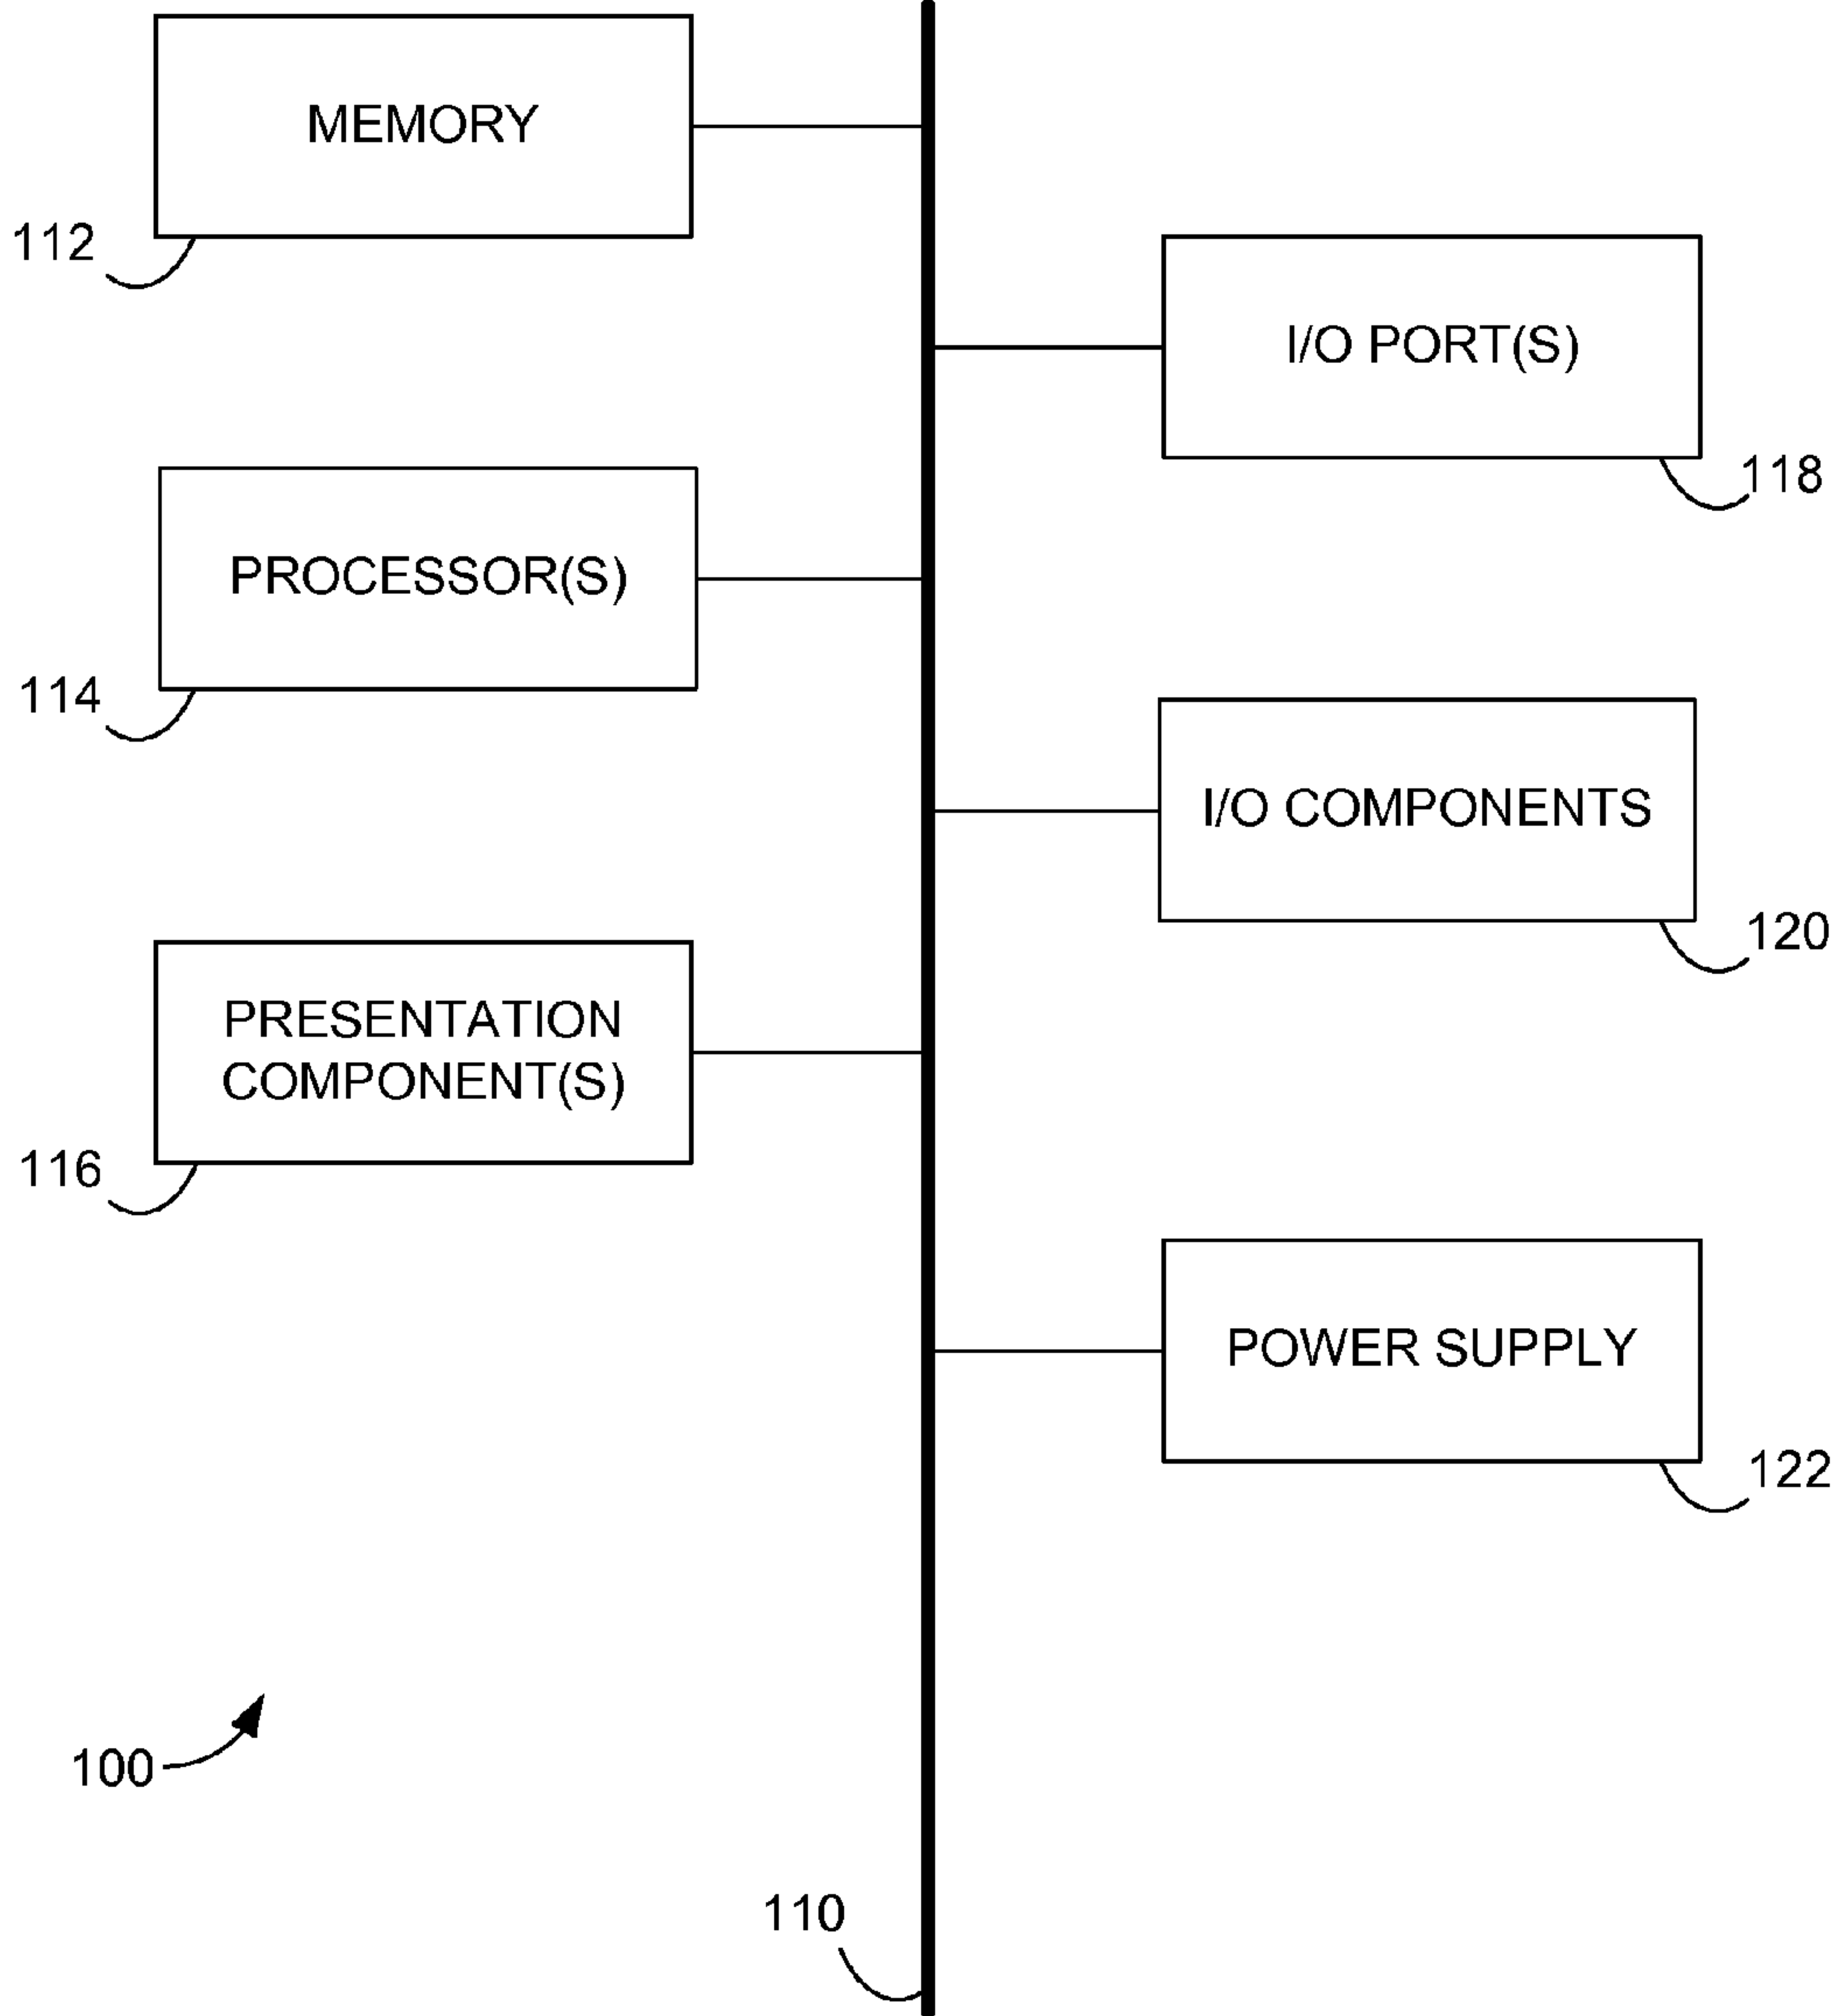 MEMORY
112
I/O PORT(S)
118
PROCESSOR(S)
114
I/O COMPONENTS
120
PRESENTATION
COMPONENT(S)
116
POWER SUPPLY
122
100
110